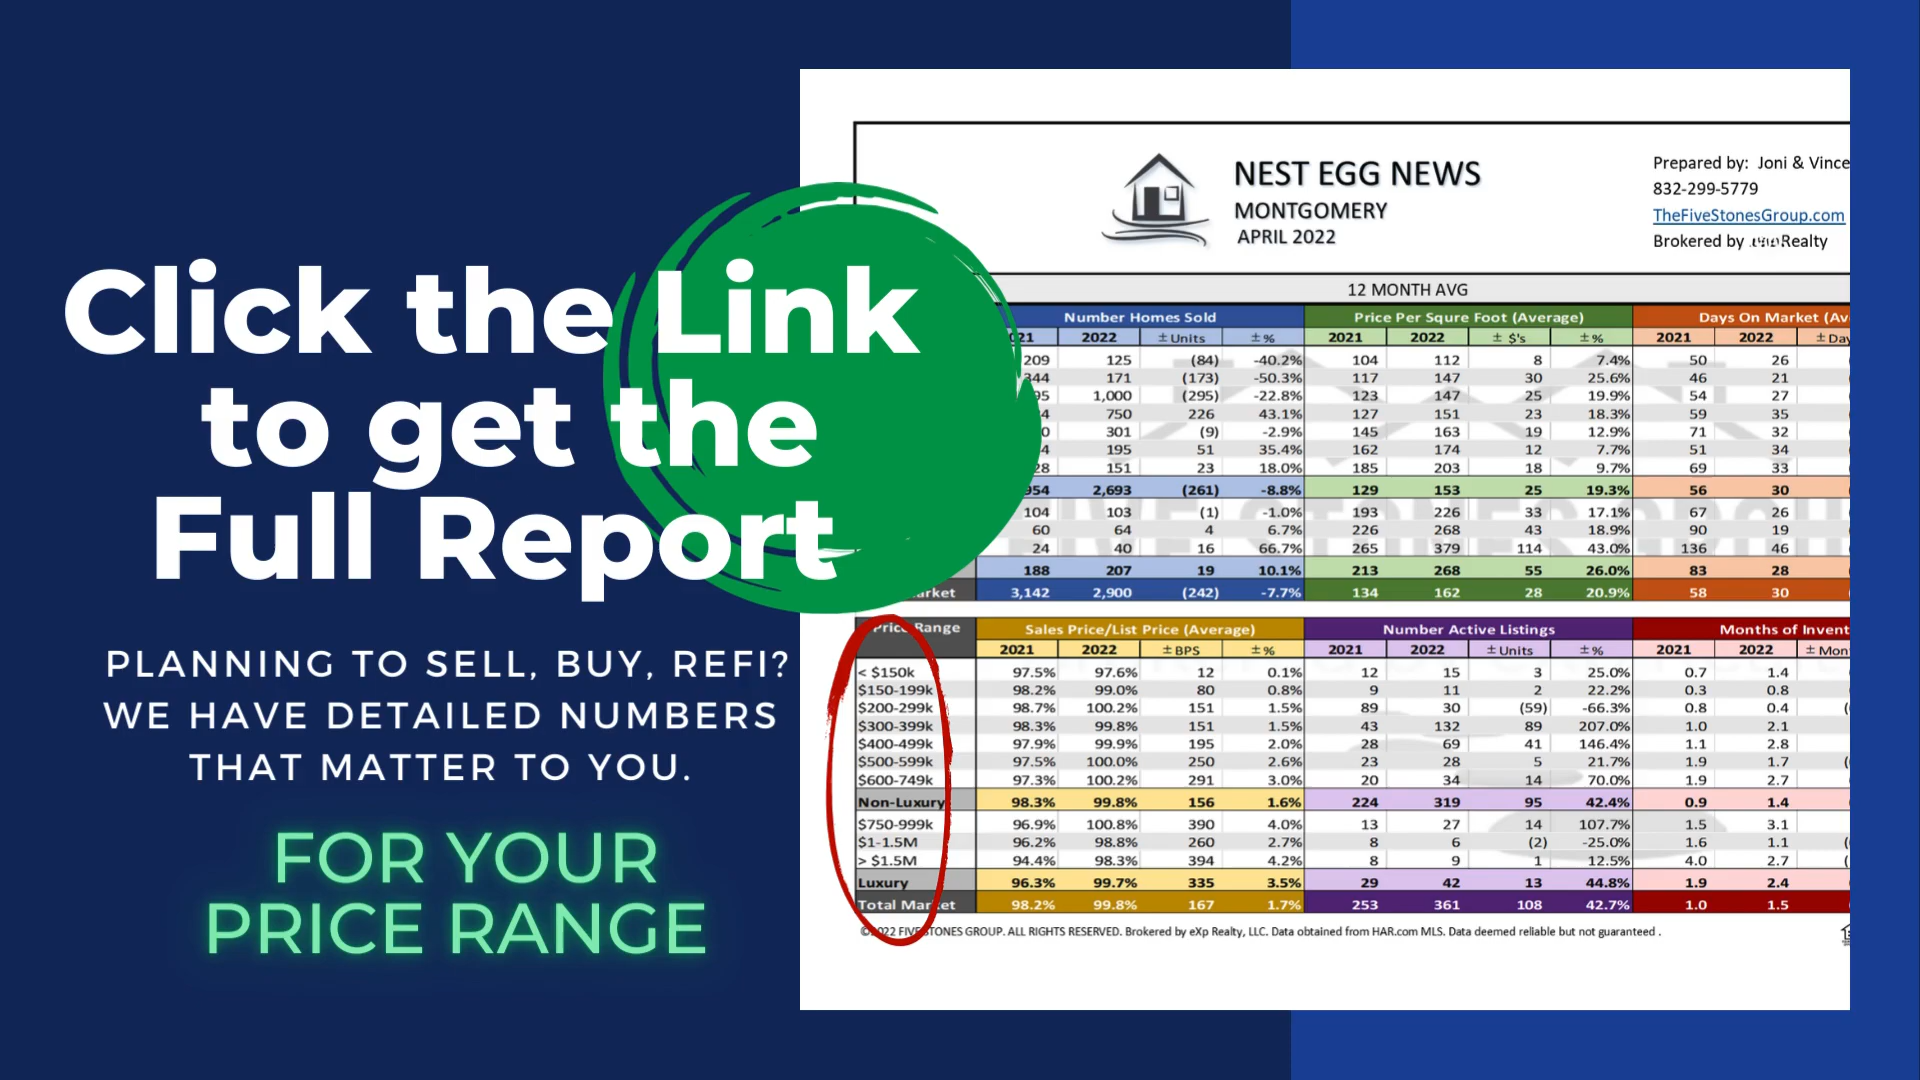 Click the Link
to get the
Full Report
PLANNING TO SELL, BUY, REFI?
WE HAVE DETAILED NUMBERS
THAT MATTER TO YOU.
FOR YOUR
PRICE RANGE
NEST EGG NEWS
MONTGOMERY
APRIL 2022
Prepared by: Joni & Vince
832-299-5779
TheFiveStonesGroup.com
Brokered by Realty
12 MONTH AVG
Number Homes Sold Price Per Squre Foot (Average) Days On Market
2022 ± Units ± % 2021 2022 ± $'s ± % 2021 2022
209 125 (84) -40.2% 104 112 8 7.4% 50 26
344 171 (173) -50.3% 117 147 30 25.6% 46 21
1,000 (295) -22.8% 123 147 25 19.9% 54 27
750 226 43.1% 127 151 23 18.3% 59 35
301 (9) -2.9% 145 163 19 12.9% 71 32
195 51 35.4% 162 174 12 7.7% 51 34
151 23 18.0% 185 203 18 9.7% 69 33
2,693 (261) -8.8% 129 153 25 19.3% 56 30
104 103 (1) -1.0% 193 226 33 17.1% 67 26
60 64 4 6.7% 226 268 43 18.9% 90 19
24 40 16 66.7% 265 379 114 43.0% 136 46
188 207 19 10.1% 213 268 55 26.0% 83 28
3,142 2,900 (242) -7.7% 134 162 28 20.9% 58 30
Price Range Sales Price/List Price (Average) Number Active Listings Months of
2021 2022 ± BPS ± % 2021 2022 ± Units ± % 2021 2022
< $150k 97.5% 97.6% 12 0.1% 12 15 3 25.0% 0.7 1.4
$150-199k 98.2% 99.0% 80 0.8% 9 11 2 22.2% 0.3 0.8
$200-299k 98.7% 100.2% 151 1.5% 89 30 (59) -66.3% 0.8 0.4
$300-399k 98.3% 99.8% 151 1.5% 43 132 89 207.0% 1.0 2.1
$400-499k 97.9% 99.9% 195 2.0% 28 69 41 146.4% 1.1 2.8
$500-599k 97.5% 100.0% 250 2.6% 23 28 5 21.7% 1.9 1.7
$600-749k 97.3% 100.2% 291 3.0% 20 34 14 70.0% 1.9 2.7
Non-Luxury 98.3% 99.8% 156 1.6% 224 319 95 42.4% 0.9 1.4
$750-999k 96.9% 100.8% 390 4.0% 13 27 14 107.7% 1.5 3.1
$1-1.5M 96.2% 98.8% 260 2.7% 8 6 (2) -25.0% 1.6 1.1
> $1.5M 94.4% 98.3% 394 4.2% 8 9 1 12.5% 4.0 2.7
Luxury 96.3% 99.7% 335 3.5% 29 42 13 44.8% 1.9 2.4
Total Market 98.2% 99.8% 167 1.7% 253 361 108 42.7% 1.0 1.5
©2022 FIVE STONES GROUP. ALL RIGHTS RESERVED. Brokered by eXp Realty, LLC. Data obtained from HAR.com MLS. Data deemed reliable but not guaranteed .